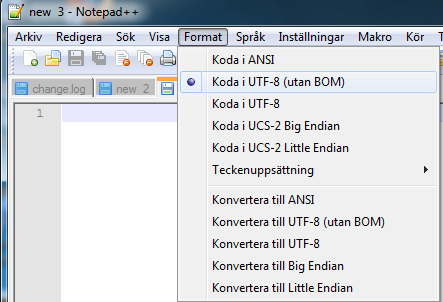 new 3 - Notepad++
Arkiv Redigera Sök Visa Format Språk Inställningar Makro Kör
change.log new 2
1
Koda i ANSI
Koda i UTF-8 (utan BOM)
Koda i UTF-8
Koda i UCS-2 Big Endian
Koda i UCS-2 Little Endian
Teckenuppsättning
Konvertera till ANSI
Konvertera till UTF-8 (utan BOM)
Konvertera till UTF-8
Konvertera till Big Endian
Konvertera till Little Endian